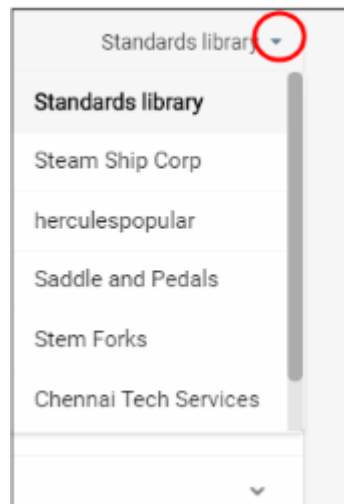 Standards library
Standards library
Steam Ship Corp
herculespopular
Saddle and Pedals
Stem Forks
Chennai Tech Services